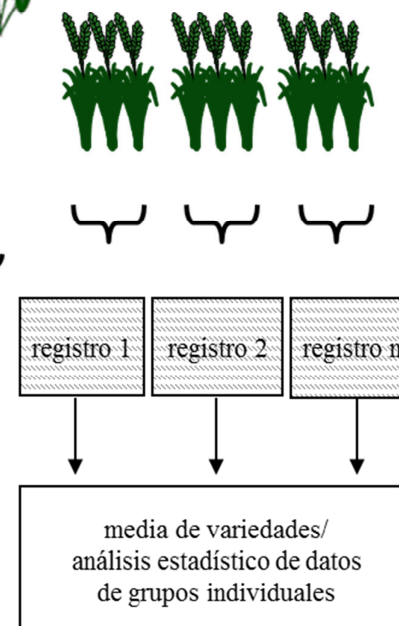 registro 1 registro 2 registro n
media de variedades/
análisis estadístico de datos
de grupos individuales